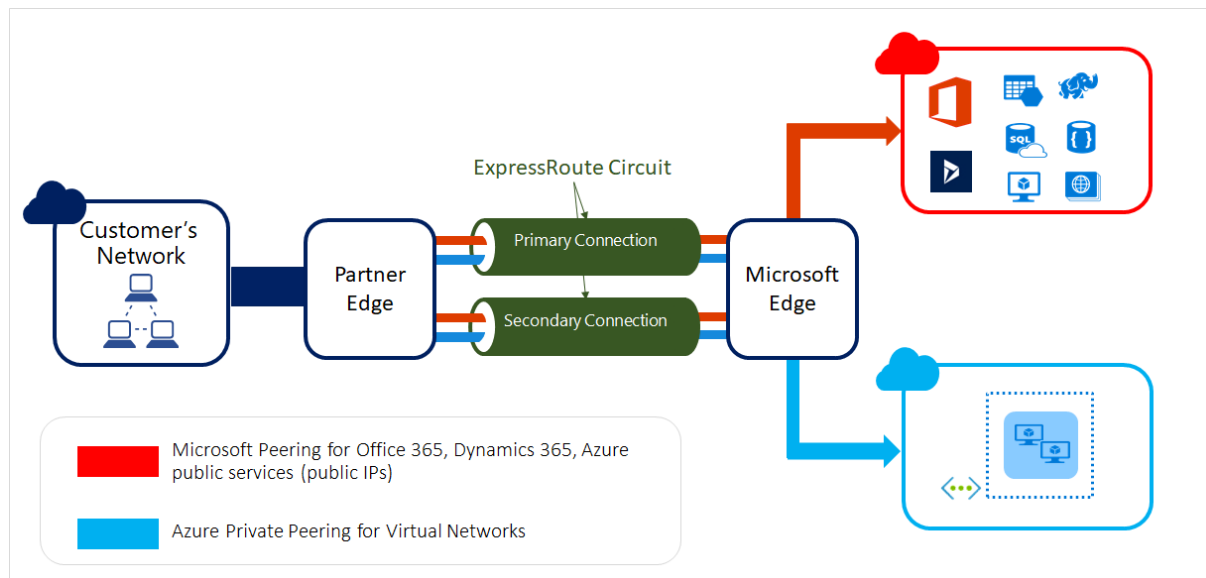 ExpressRoute Circuit
Customer's
Network
Partner
Edge
Primary Connection
Secondary Connection
Microsoft
Edge
SQL
Microsoft Peering for Office 365, Dynamics 365, Azure
public services (public IPs)
Azure Private Peering for Virtual Networks